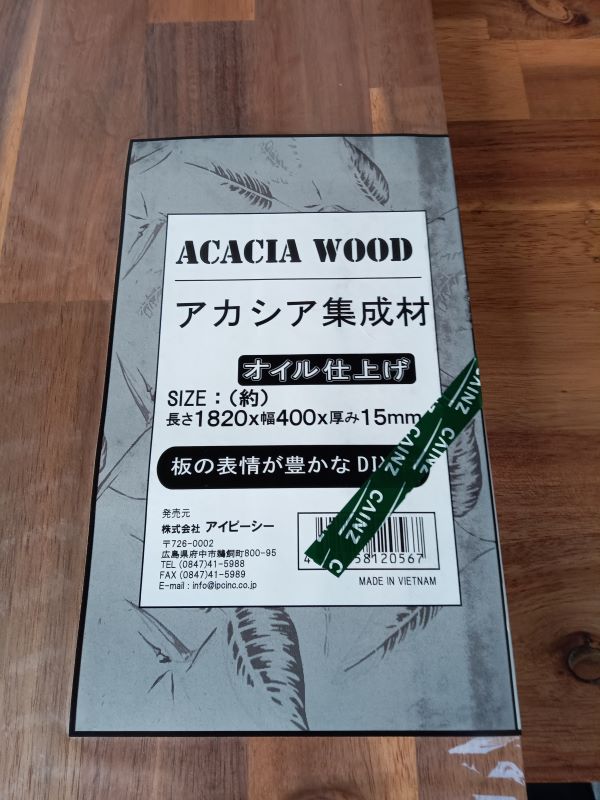 ACACIA WOOD
アカシア集成材
オイル仕上げ
SIZE：(約)
長さ1820x幅400x厚み15mm
板の表情が豊かな
発売元
株式会社 アイピーシー
〒726-0002
広島県府中市鵜飼町800-95
TEL (0847)41-5988
FAX (0847)41-5989
E-mail : info@ipcinc.co.jp
58120567
MADE IN VIETNAM
CAINZ
CAINZ
CAINZ